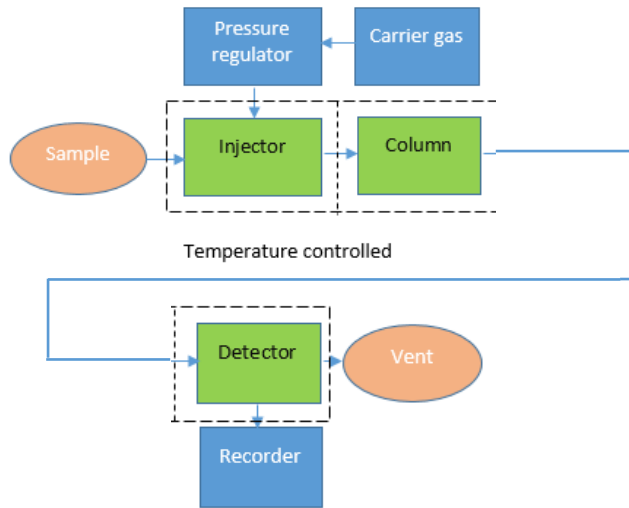 Pressure
regulator
Carrier gas
Sample
Injector
Column
Temperature controlled
Detector
Vent
Recorder